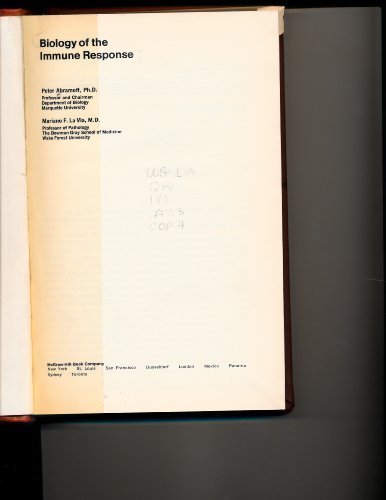 Biology of the
Immune Response
Peter Abramoff, Ph.D.
Professor and Chairman
Department of Biology
Marquette University
Mariano F. La Via, M.D.
Professor of Pathology
The Bowman Gray School of Medicine
Wake Forest University
UG-Lib
QR
181
.A33
COP 4
McGraw-Hill Book Company
New York St. Louis San Francisco Düsseldorf London Mexico Panama
Sydney Toronto